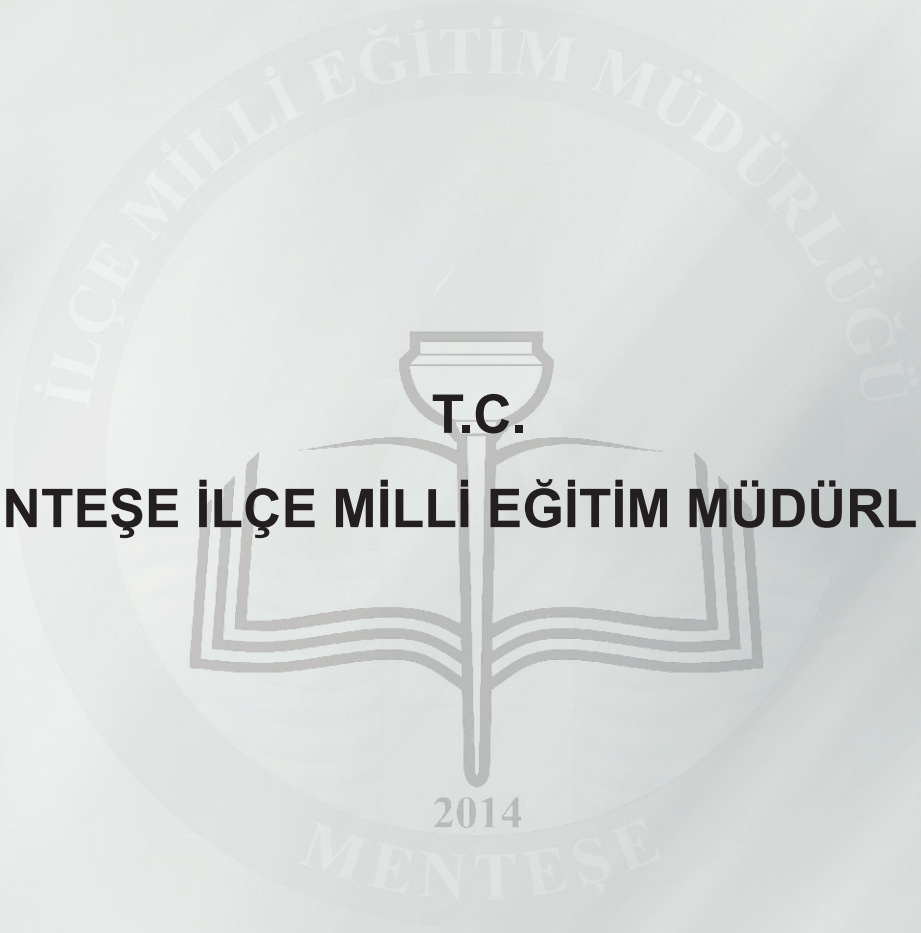 İLÇE MİLLİ EĞİTİM MÜDÜRLÜĞÜ
T.C.
NTEŞE İLÇE MİLLİ EĞİTİM MÜDÜRL
2014
MENTEŞE